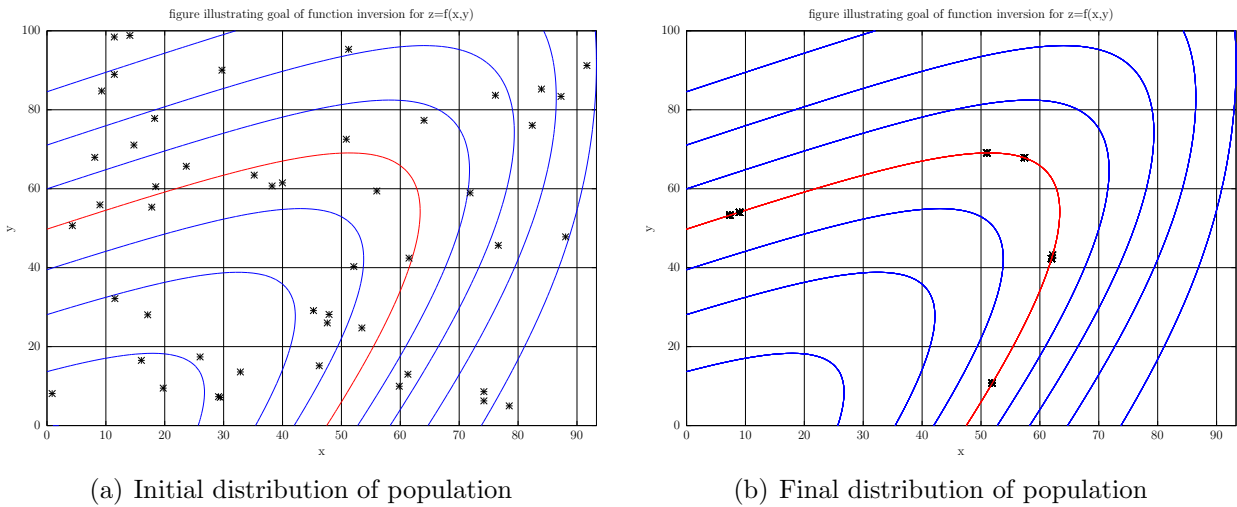 figure illustrating goal of function inversion for z=f(x,y)
100
80
60
40
20
0
y
0 10 20 30 40 50 60 70 80 90
x
(a) Initial distribution of population
figure illustrating goal of function inversion for z=f(x,y)
100
80
60
40
20
0
y
0 10 20 30 40 50 60 70 80 90
x
(b) Final distribution of population